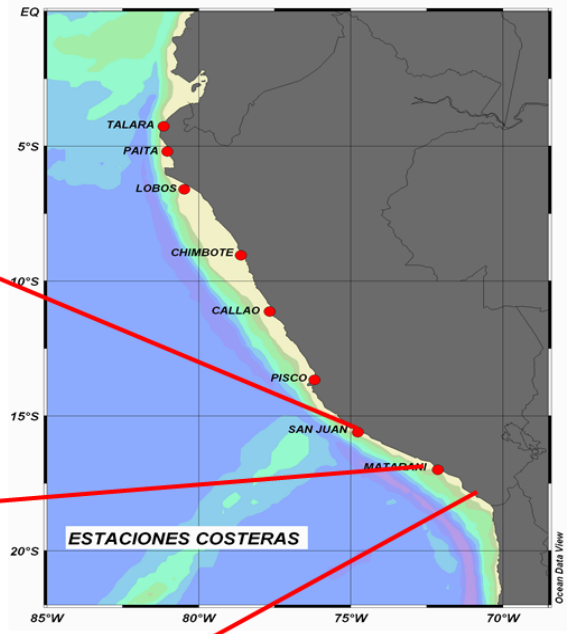 EQ
TALARA
5°S
PAITA
LOBOS
CHIMBOTE
10°S
CALLAO
PISCO
15°S
SAN JUAN
MATARANI
ESTACIONES COSTERAS
20°S
85°W
80°W
75°W
70°W
Ocean Data View